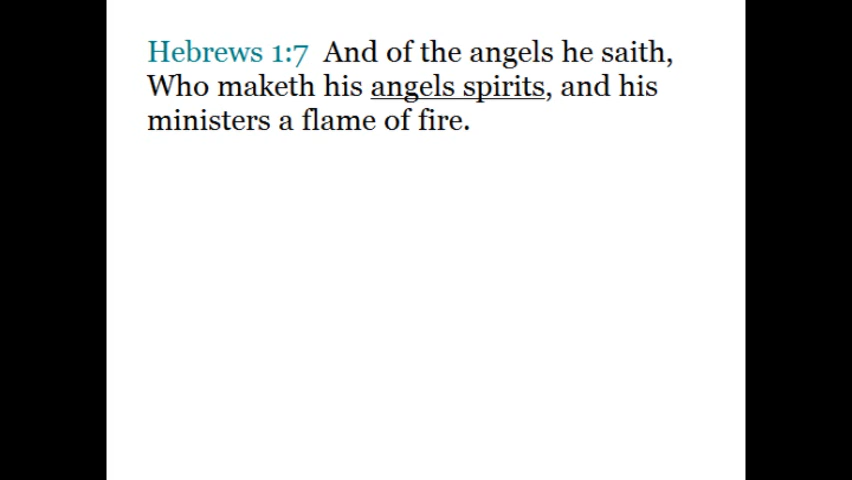 Hebrews 1:7 And of the angels he saith,
Who maketh his angels spirits, and his
ministers a flame of fire.